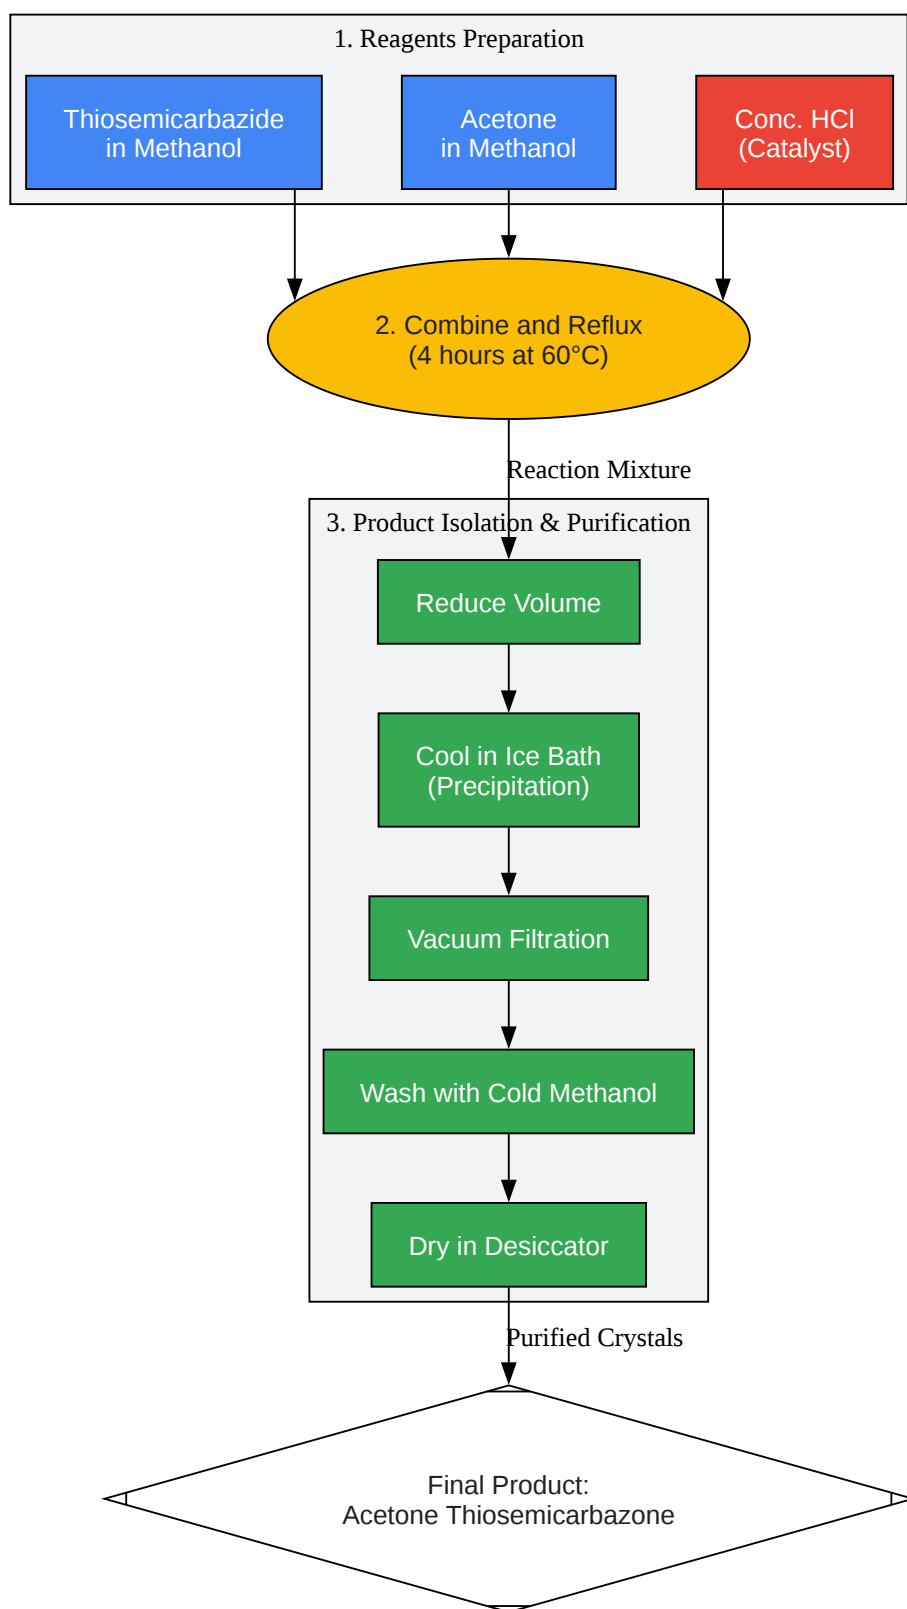 1. Reagents Preparation
Thiosemicarbazide
in Methanol
Acetone
in Methanol
Conc. HCl
(Catalyst)
2. Combine and Reflux
(4 hours at 60°C)
Reaction Mixture
3. Product Isolation & Purification
Reduce Volume
Cool in Ice Bath
(Precipitation)
Vacuum Filtration
Wash with Cold Methanol
Dry in Desiccator
Purified Crystals
Final Product:
Acetone Thiosemicarbazone